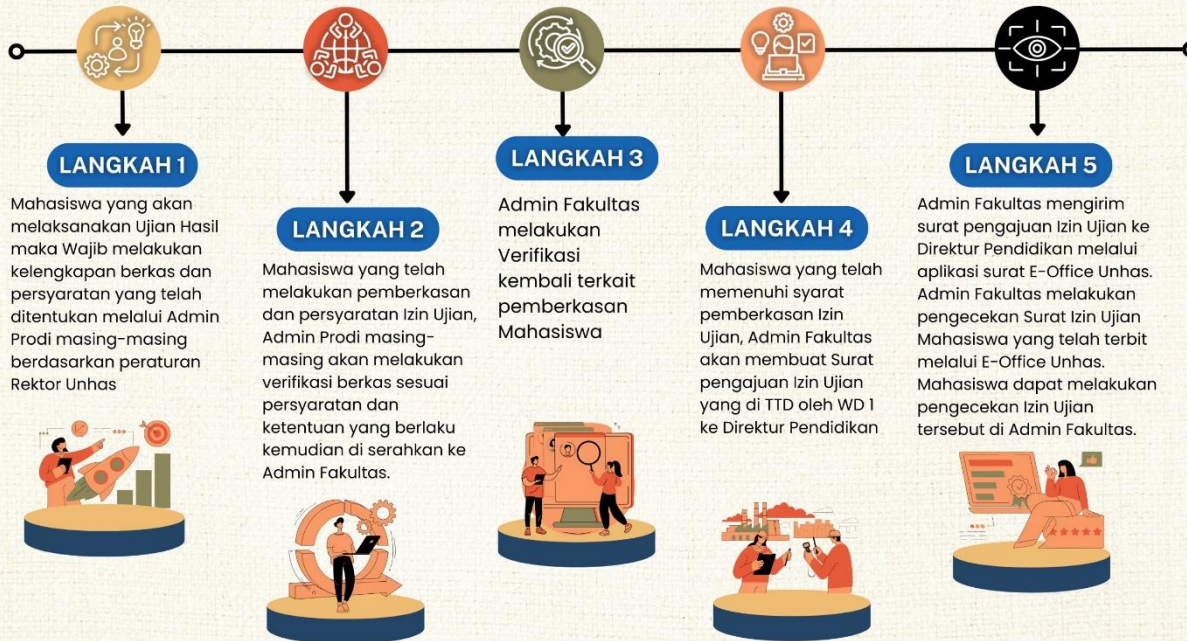 LANGKAH 1
Mahasiswa yang akan
melaksanakan Ujian Hasil
maka Wajib melakukan
kelengkapan berkas dan
persyaratan yang telah
ditentukan melalui Admin
Prodi masing-masing
berdasarkan peraturan
Rektor Unhas
LANGKAH 2
Mahasiswa yang telah
melakukan pemberkasan
dan persyaratan Izin Ujian,
Admin Prodi masing-
masing akan melakukan
verifikasi berkas sesuai
persyaratan dan
ketentuan yang berlaku
kemudian di serahkan ke
Admin Fakultas.
LANGKAH 3
Admin Fakultas
melakukan
Verifikasi
kembali terkait
pemberkasan
Mahasiswa
LANGKAH 4
Mahasiswa yang telah
memenuhi syarat
pemberkasan Izin
Ujian, Admin Fakultas
akan membuat Surat
pengajuan Izin Ujian
yang di TTD oleh WD 1
ke Direktur Pendidikan
LANGKAH 5
Admin Fakultas mengirim
surat pengajuan Izin Ujian ke
Direktur Pendidikan melalui
aplikasi surat E-Office Unhas.
Admin Fakultas melakukan
pengecekan Surat Izin Ujian
Mahasiswa yang telah terbit
melalui E-Office Unhas.
Mahasiswa dapat melakukan
pengecekan Izin Ujian
tersebut di Admin Fakultas.